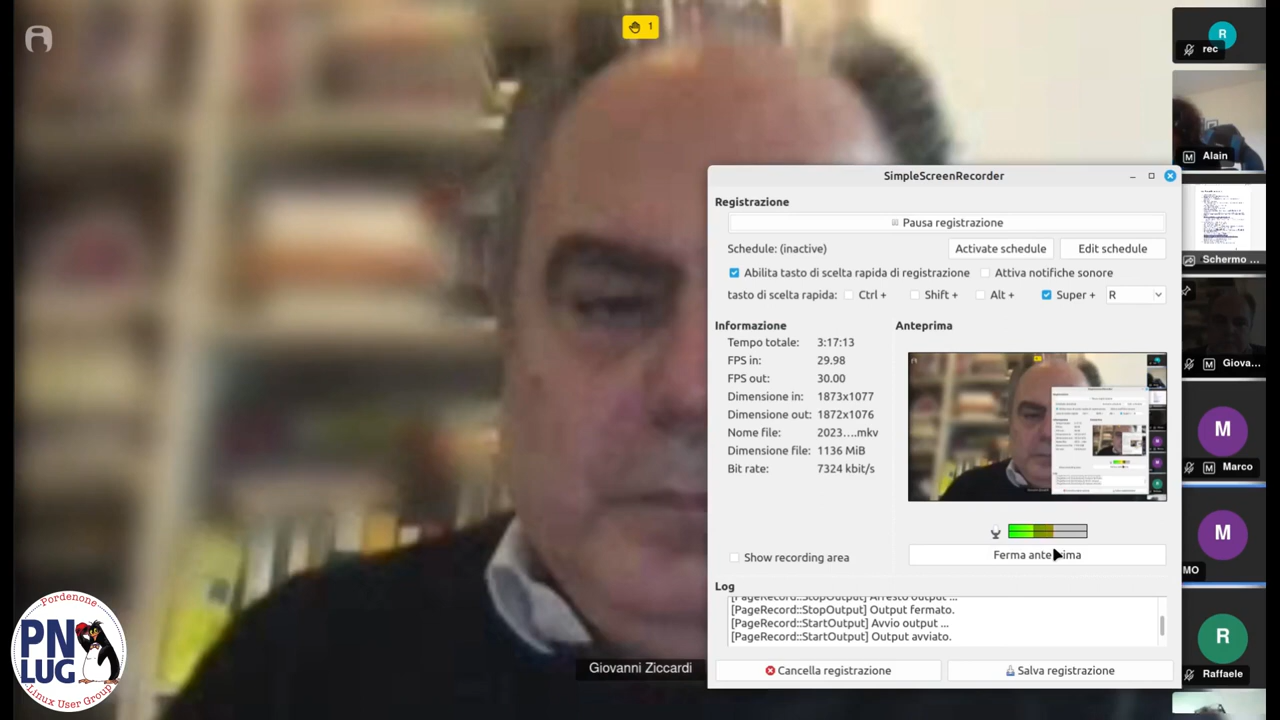 1
R
rec
Alain
Schermo ...
Giova...
M
Marco
M
MO
R
Raffaele
SimpleScreenRecorder
Registrazione
Pausa registrazione
Schedule: (inactive)
Activate schedule
Edit schedule
Abilita tasto di scelta rapida di registrazione
Attiva notifiche sonore
tasto di scelta rapida:
Ctrl +
Shift +
Alt +
Super +
R
Informazione
Tempo totale: 3:17:13
FPS in: 29.98
FPS out: 30.00
Dimensione in: 1873x1077
Dimensione out: 1872x1076
Nome file: 2023....mkv
Dimensione file: 1136 MiB
Bit rate: 7324 kbit/s
Show recording area
Anteprima
Log
[PageRecord::StopOutput] Arresto output ...
[PageRecord::StopOutput] Output fermato.
[PageRecord::StartOutput] Avvio output ...
[PageRecord::StartOutput] Output avviato.
Cancella registrazione
Salva registrazione
Giovanni Ziccardi
Pordenone
PN
LUG
Linux User Group